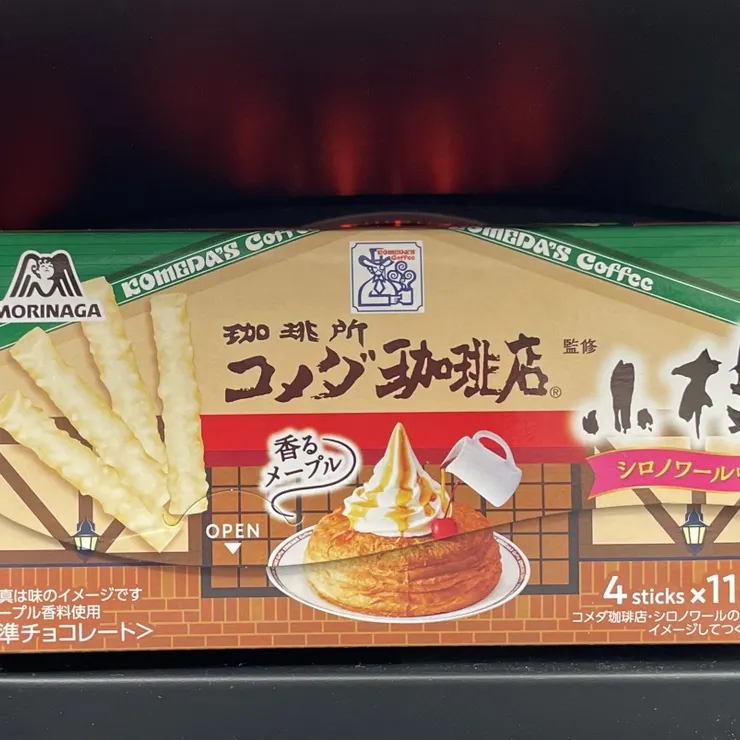 KOMEDA'S Coffee
KOMEDA'S Coffee
KOMEDA'S
Coffee
MORINAGA
珈琲所
コメダ珈琲店®
監修
小枝
シロノワール
香る
メープル
OPEN
4 sticks ×11
真は味のイメージです
ープル香料使用
準チョコレート>
コメダ珈琲店・シロノワールの
イメージしてつく